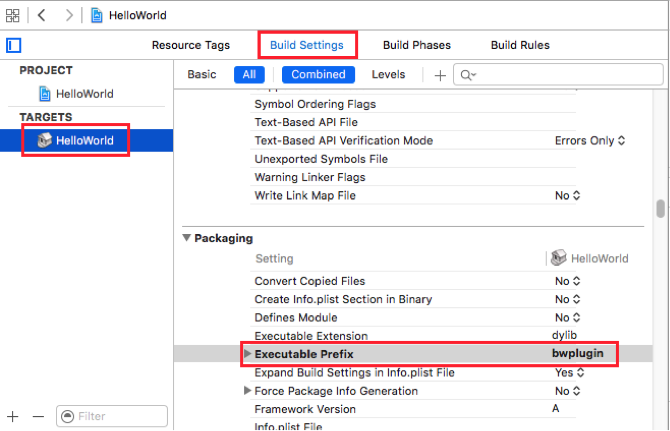 HelloWorld
Resource Tags Build Settings Build Phases Build Rules
PROJECT
HelloWorld
TARGETS
HelloWorld
Basic All Combined Levels
Symbol Ordering Flags
Text-Based API File
Text-Based API Verification Mode Errors Only
Unexported Symbols File
Warning Linker Flags
Write Link Map File No
Packaging
Setting HelloWorld
Convert Copied Files No
Create Info.plist Section in Binary No
Defines Module No
Executable Extension dylib
Executable Prefix bwplugin
Expand Build Settings in Info.plist File Yes
Force Package Info Generation No
Framework Version A
Info.plist File
Filter